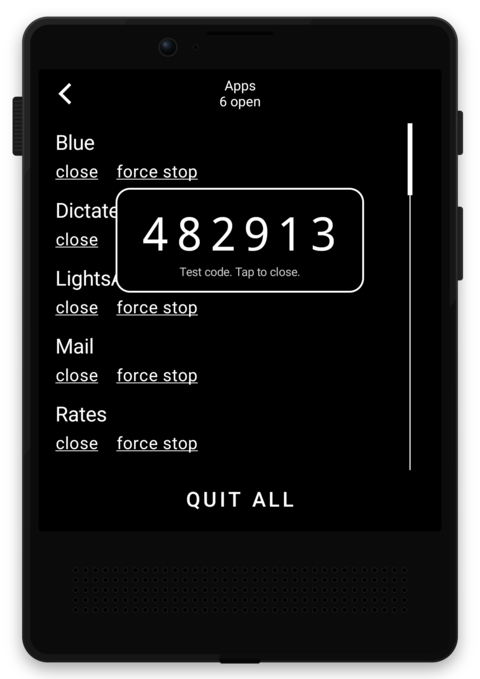 Apps
6 open
Blue
close force stop
Dictate
close
482913
Test code. Tap to close.
LightsA
close force stop
Mail
close force stop
Rates
close force stop
QUIT ALL